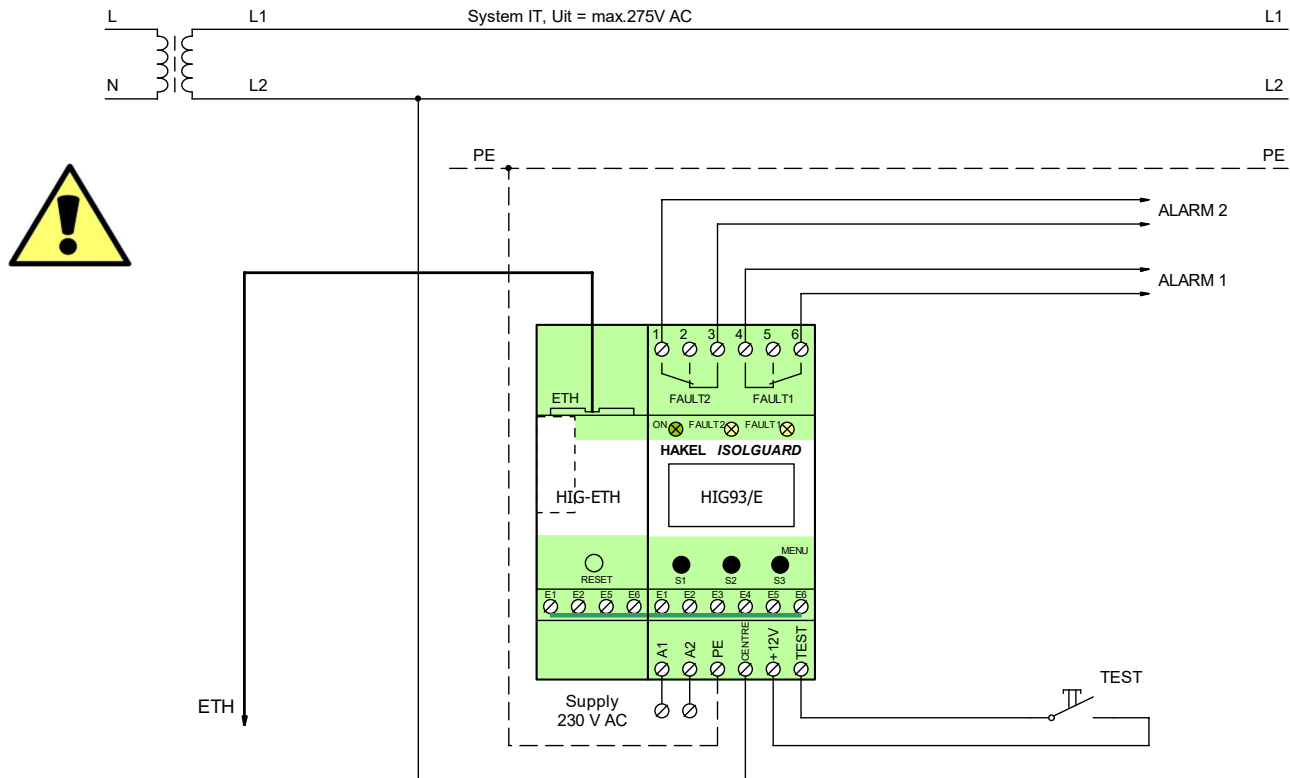 L L1 System IT, Uit = max.275V AC L1
N L2 L2
PE PE
ALARM 2
ALARM 1
1 2 3 4 5 6
FAULT2 FAULT1
ETH
ON FAULT2 FAULT1
HAKEL ISOLGUARD
HIG-ETH HIG93/E
MENU
RESET S1 S2 S3
E1 E2 E5 E6 E1 E2 E3 E4 E5 E6
A1 A2 PE CENTRE +12V TEST
TEST
ETH
Supply
230 V AC